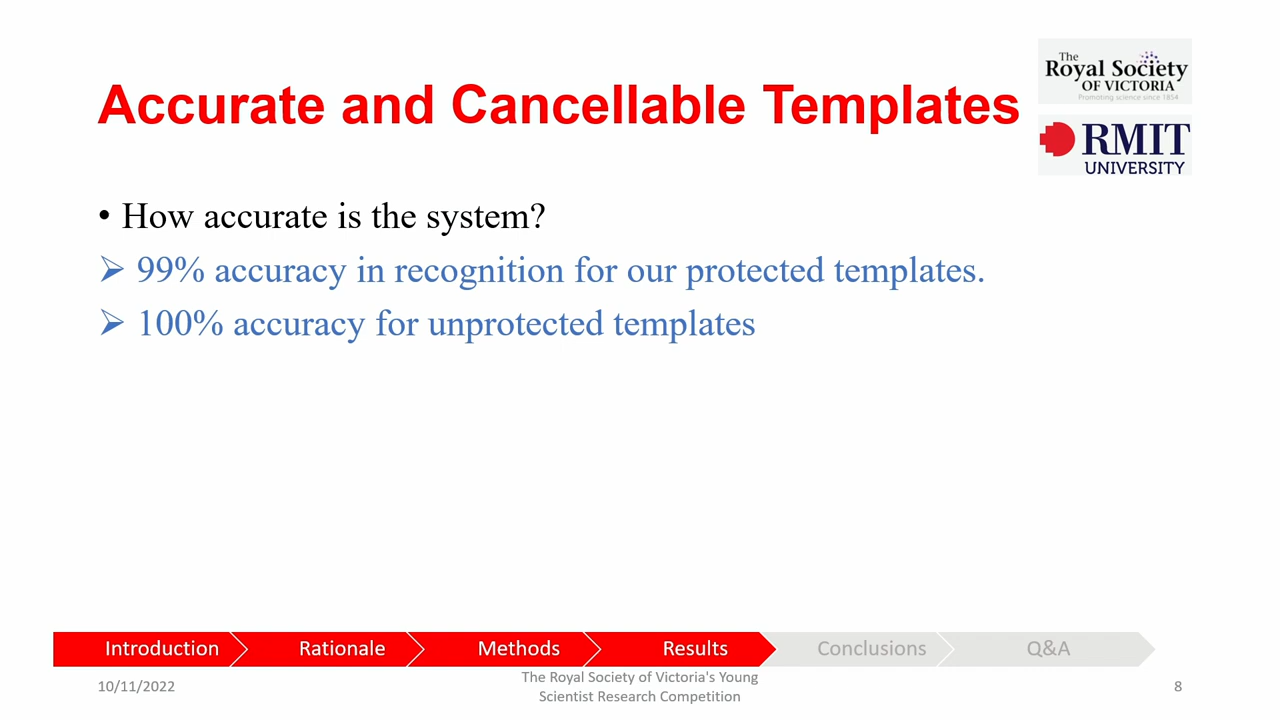 Accurate and Cancellable Templates
The
Royal Society
OF VICTORIA
Promoting science since 1854
RMIT
UNIVERSITY
• How accurate is the system?
➢ 99% accuracy in recognition for our protected templates.
➢ 100% accuracy for unprotected templates
Introduction Rationale Methods Results Conclusions Q&A
10/11/2022
The Royal Society of Victoria's Young
Scientist Research Competition
8